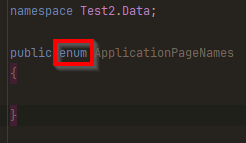 namespace Test2.Data;
public enum ApplicationPageNames
{
}